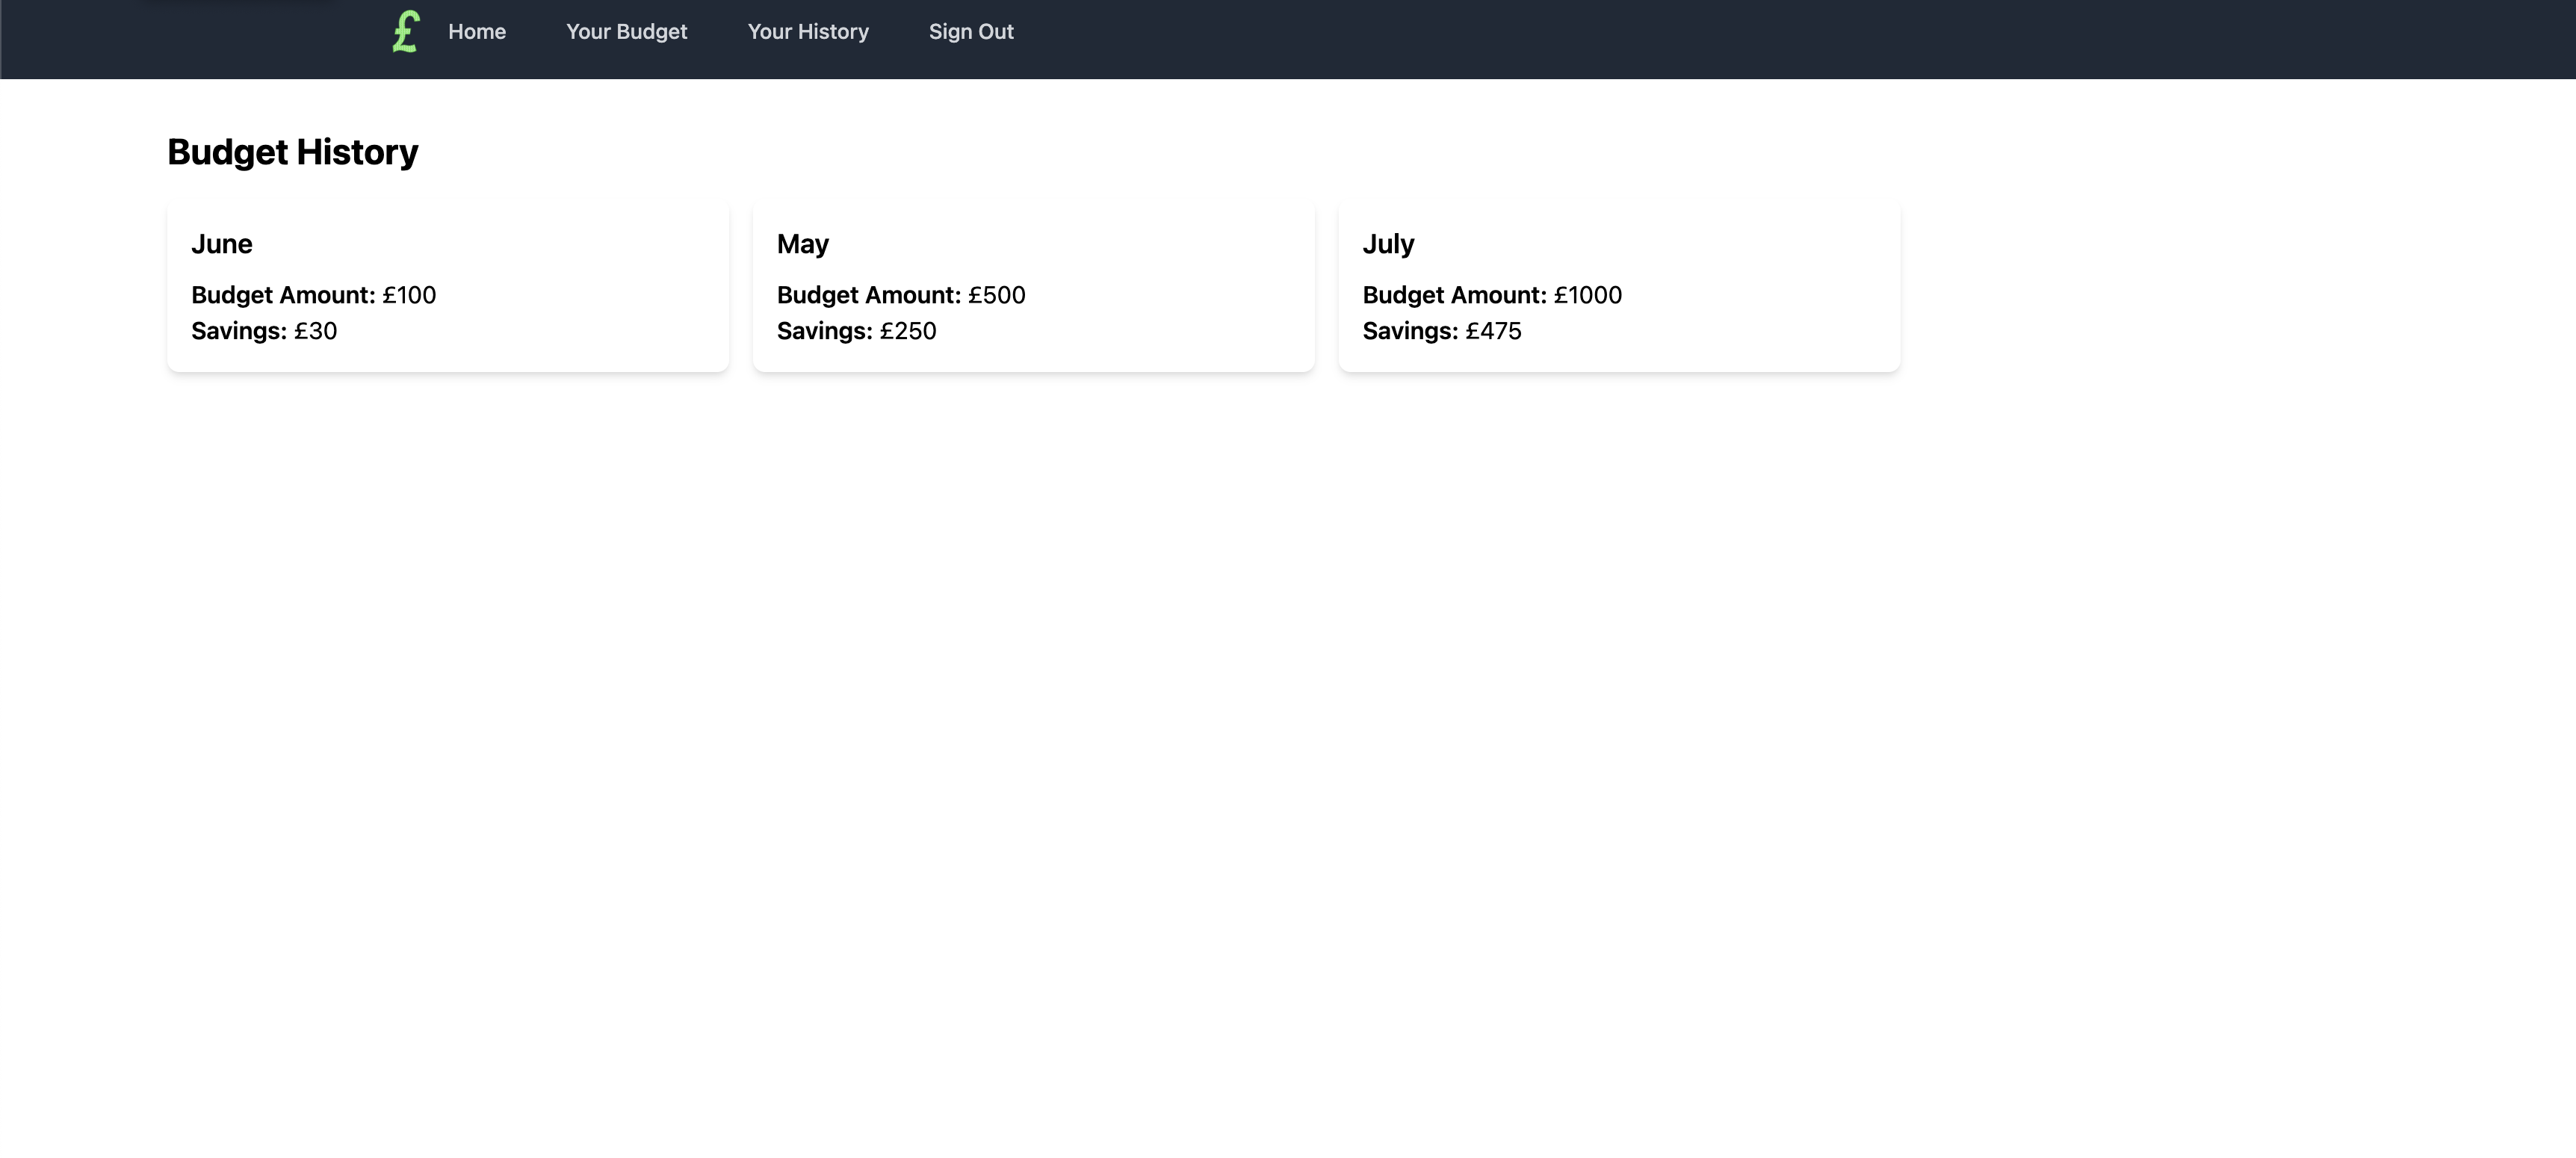 £ Home Your Budget Your History Sign Out
Budget History
June
Budget Amount: £100
Savings: £30
May
Budget Amount: £500
Savings: £250
July
Budget Amount: £1000
Savings: £475